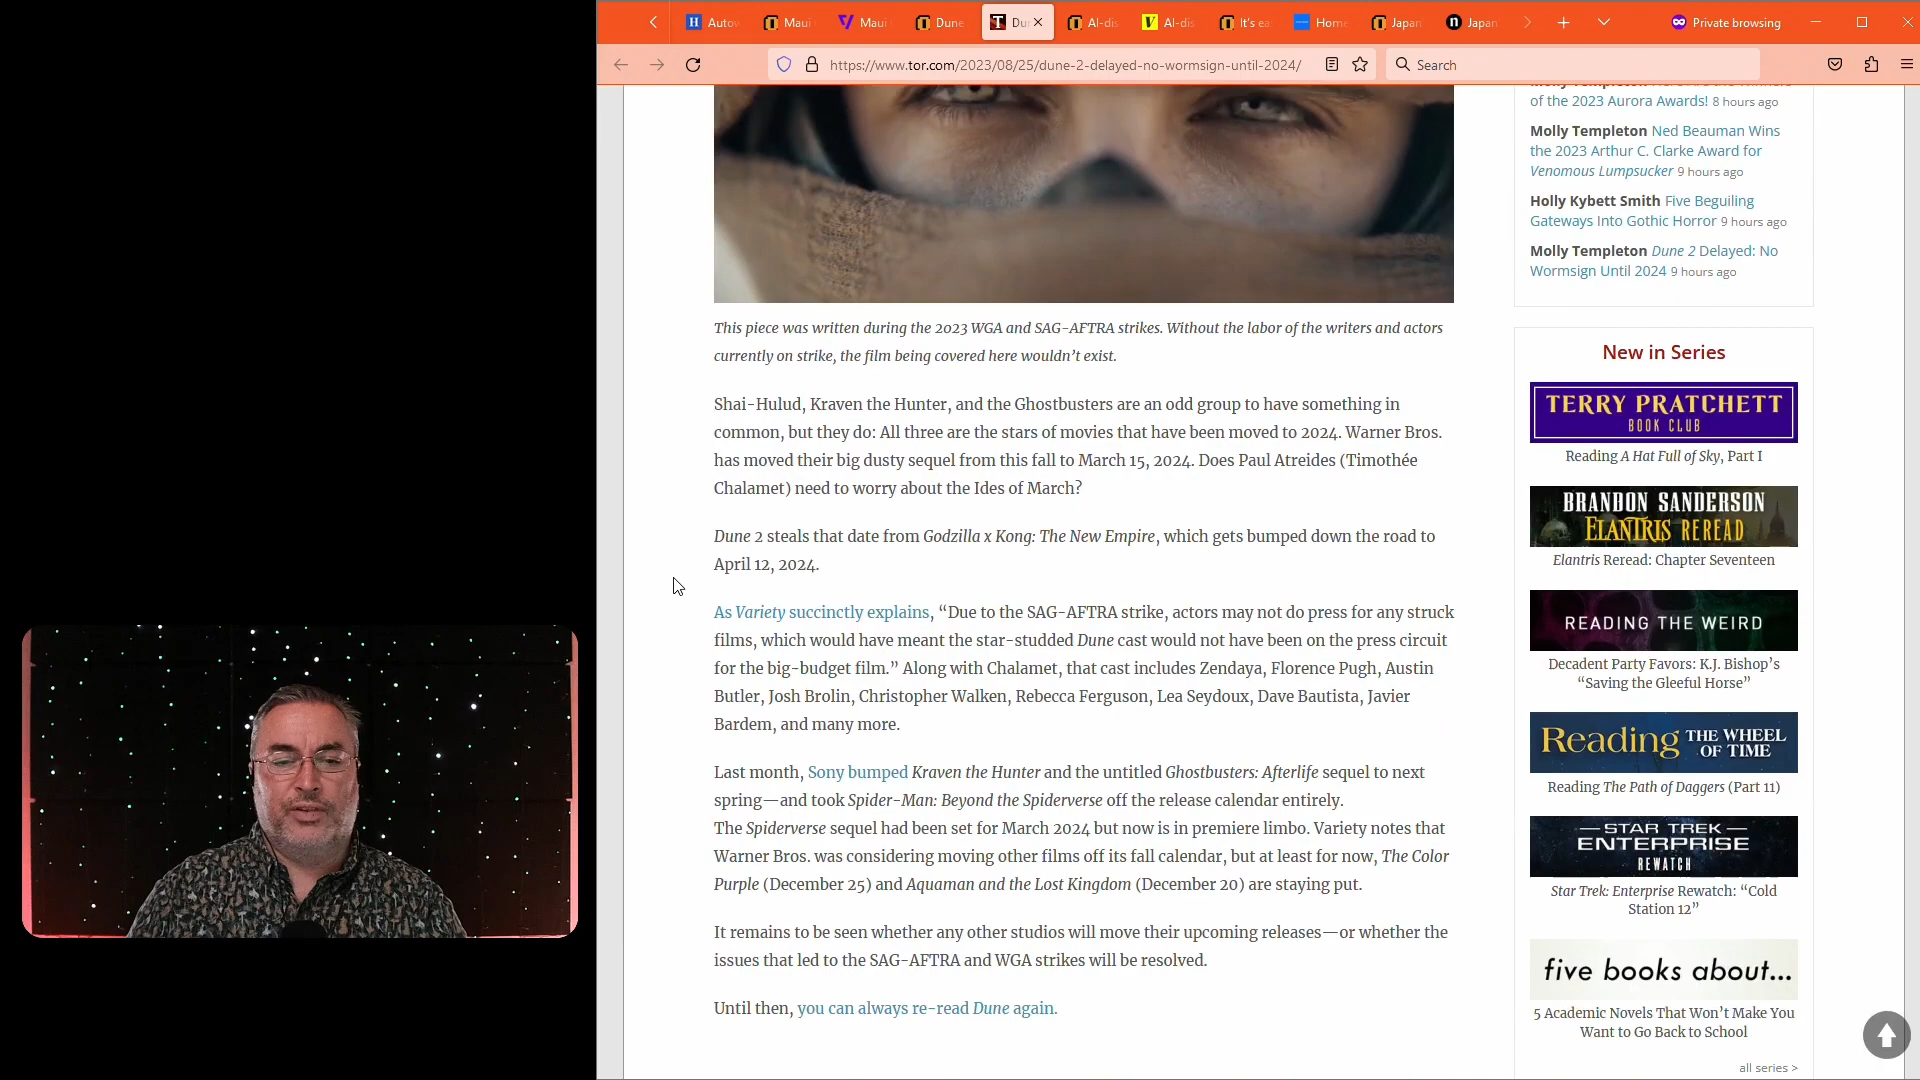 Autov
Maui
Maui
Dune
Du
AI-dis
AI-dis
It's ea
Home
Japan
Japan
Private browsing
https://www.tor.com/2023/08/25/dune-2-delayed-no-wormsign-until-2024/
Search
This piece was written during the 2023 WGA and SAG-AFTRA strikes. Without the labor of the writers and actors
currently on strike, the film being covered here wouldn't exist.
Shai-Hulud, Kraven the Hunter, and the Ghostbusters are an odd group to have something in
common, but they do: All three are the stars of movies that have been moved to 2024. Warner Bros.
has moved their big dusty sequel from this fall to March 15, 2024. Does Paul Atreides (Timothée
Chalamet) need to worry about the Ides of March?
Dune 2 steals that date from Godzilla x Kong: The New Empire, which gets bumped down the road to
April 12, 2024.
As Variety succinctly explains, “Due to the SAG-AFTRA strike, actors may not do press for any struck
films, which would have meant the star-studded Dune cast would not have been on the press circuit
for the big-budget film.” Along with Chalamet, that cast includes Zendaya, Florence Pugh, Austin
Butler, Josh Brolin, Christopher Walken, Rebecca Ferguson, Lea Seydoux, Dave Bautista, Javier
Bardem, and many more.
Last month, Sony bumped Kraven the Hunter and the untitled Ghostbusters: Afterlife sequel to next
spring—and took Spider-Man: Beyond the Spiderverse off the release calendar entirely.
The Spiderverse sequel had been set for March 2024 but now is in premiere limbo. Variety notes that
Warner Bros. was considering moving other films off its fall calendar, but at least for now, The Color
Purple (December 25) and Aquaman and the Lost Kingdom (December 20) are staying put.
It remains to be seen whether any other studios will move their upcoming releases—or whether the
issues that led to the SAG-AFTRA and WGA strikes will be resolved.
Until then, you can always re-read Dune again.
of the 2023 Aurora Awards! 8 hours ago
Molly Templeton Ned Beauman Wins
the 2023 Arthur C. Clarke Award for
Venomous Lumpsucker 9 hours ago
Holly Kybett Smith Five Beguiling
Gateways Into Gothic Horror 9 hours ago
Molly Templeton Dune 2 Delayed: No
Wormsign Until 2024 9 hours ago
New in Series
TERRY PRATCHETT
BOOK CLUB
Reading A Hat Full of Sky, Part I
BRANDON SANDERSON
ELANTRIS REREAD
Elantris Reread: Chapter Seventeen
READING THE WEIRD
Decadent Party Favors: K.J. Bishop's
“Saving the Gleeful Horse”
Reading THE WHEEL
OF TIME
Reading The Path of Daggers (Part 11)
STAR TREK
ENTERPRISE
REWATCH
Star Trek: Enterprise Rewatch: “Cold
Station 12”
five books about...
5 Academic Novels That Won't Make You
Want to Go Back to School
all series >